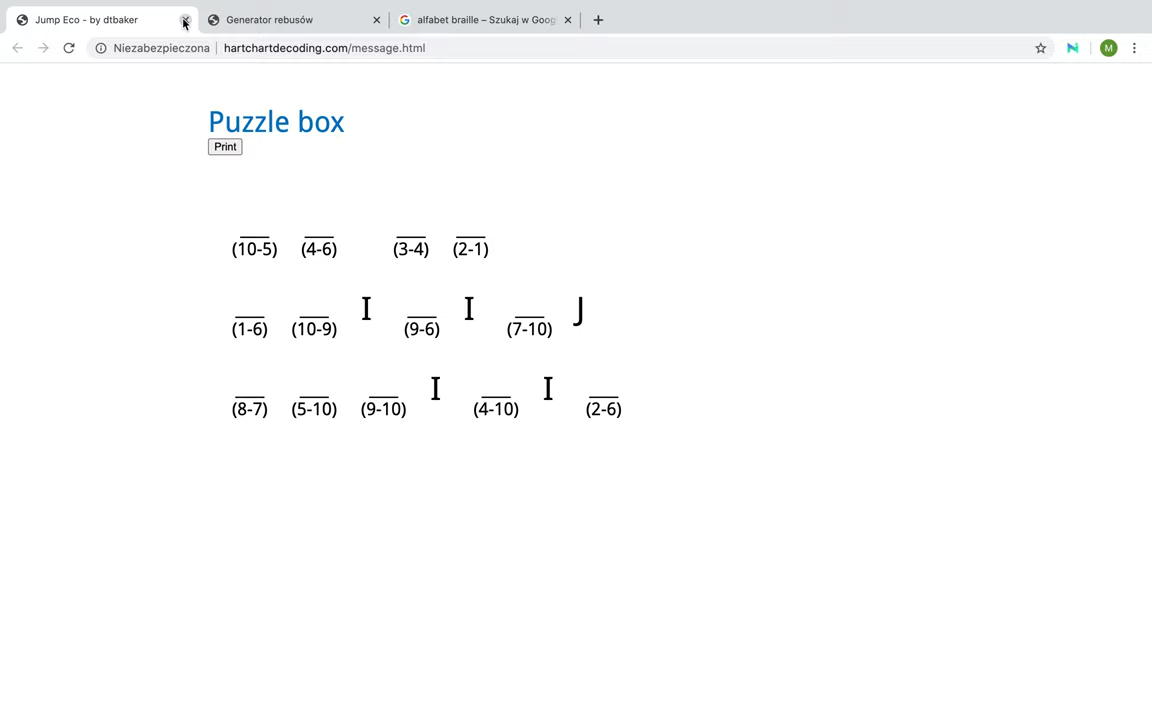 Jump Eco - by dtbaker
Generator rebusów
alfabet braille – Szukaj w Goog
Niezabezpieczona
hartchartdecoding.com/message.html
M
Puzzle box
Print
(10-5) (4-6) (3-4) (2-1)
(1-6) (10-9) I (9-6) I (7-10) J
(8-7) (5-10) (9-10) I (4-10) I (2-6)